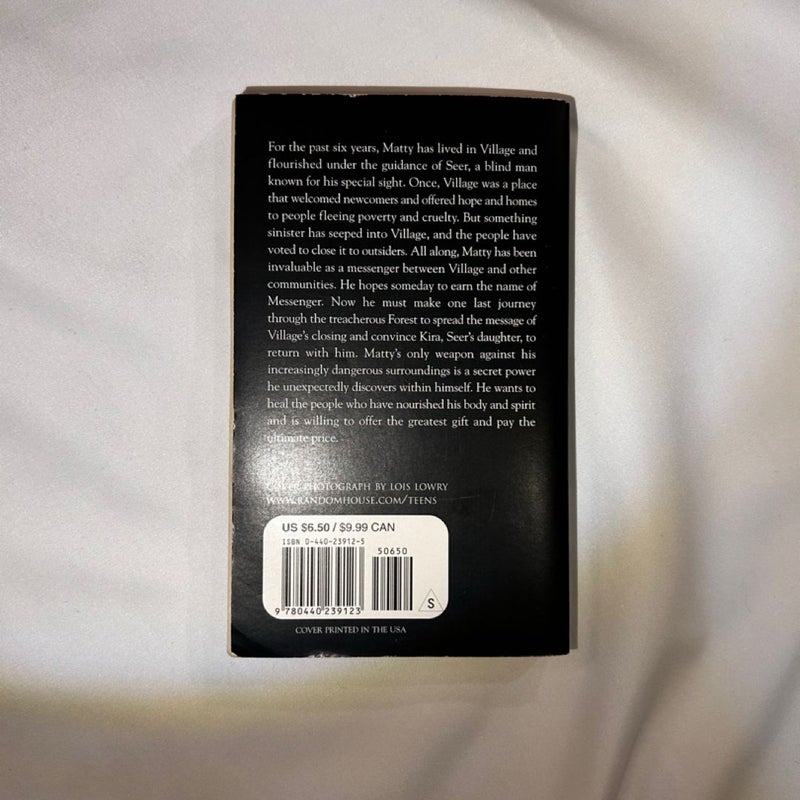 For the past six years, Matty has lived in Village and
flourished under the guidance of Seer, a blind man
known for his special sight. Once, Village was a place
that welcomed newcomers and offered hope and homes
to people fleeing poverty and cruelty. But something
sinister has seeped into Village, and the people have
voted to close it to outsiders. All along, Matty has been
invaluable as a messenger between Village and other
communities. He hopes someday to earn the name of
Messenger. Now he must make one last journey
through the treacherous Forest to spread the message of
Village's closing and convince Kira, Seer's daughter, to
return with him. Matty's only weapon against his
increasingly dangerous surroundings is a secret power
he unexpectedly discovers within himself. He wants to
heal the people who have nourished his body and spirit
and is willing to offer the greatest gift and pay the
ultimate price.
COVER PHOTOGRAPH BY LOIS LOWRY
WWW.RANDOMHOUSE.COM/TEENS
US $6.50 / $9.99 CAN
ISBN 0-440-23912-5
50650
9 780440 239123
S
COVER PRINTED IN THE USA